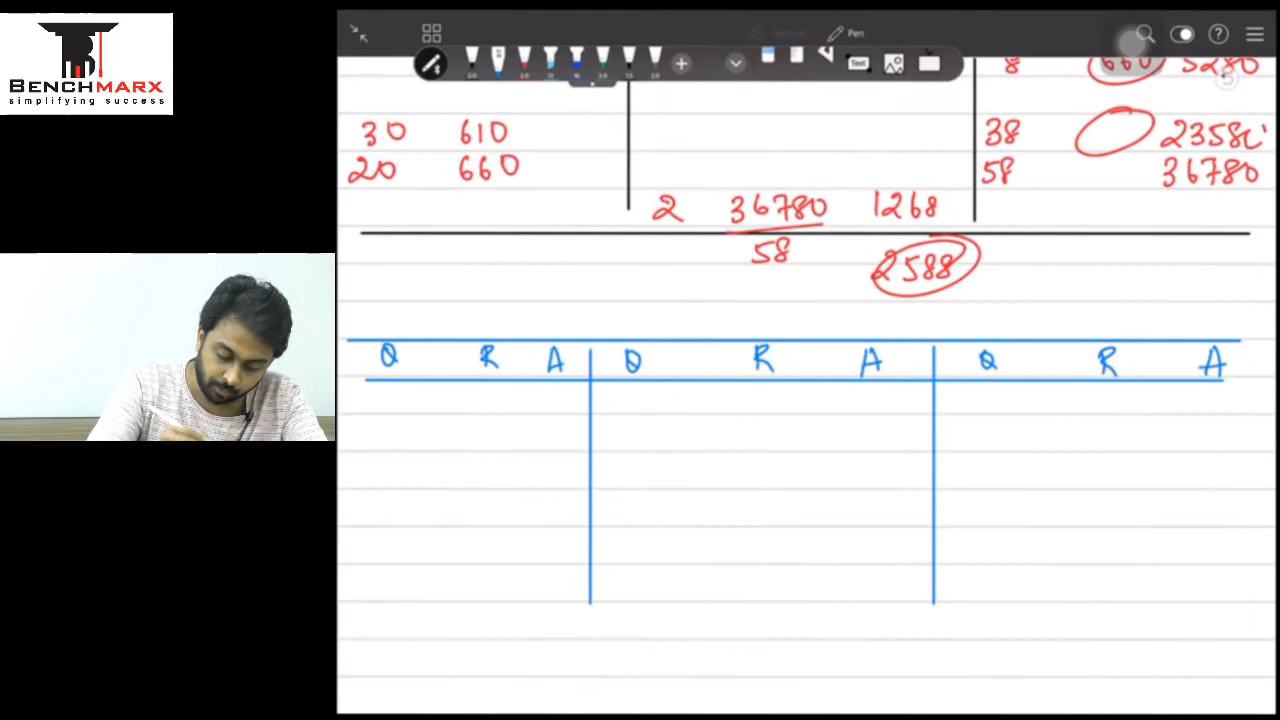 BENCHMARX
simplifying success
Pen
Text
8 660 5280
30 610 38
20 660 58 36780
2 36780 1268
58 2588
Q R A Q R A Q R A